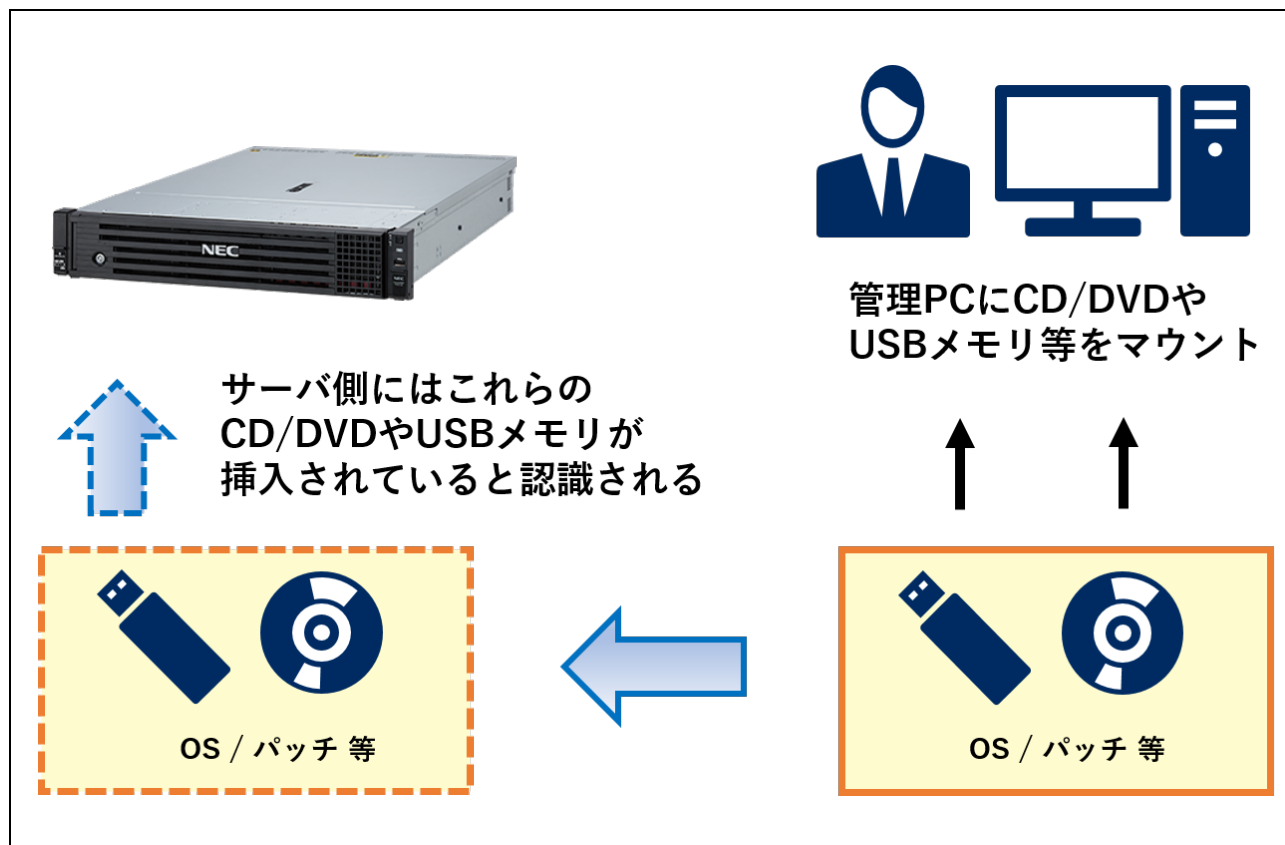 NEC
管理PCにCD/DVDや
USBメモリ等をマウント
サーバ側にはこれらの
CD/DVDやUSBメモリが
挿入されていると認識される
OS / パッチ 等
OS / パッチ 等